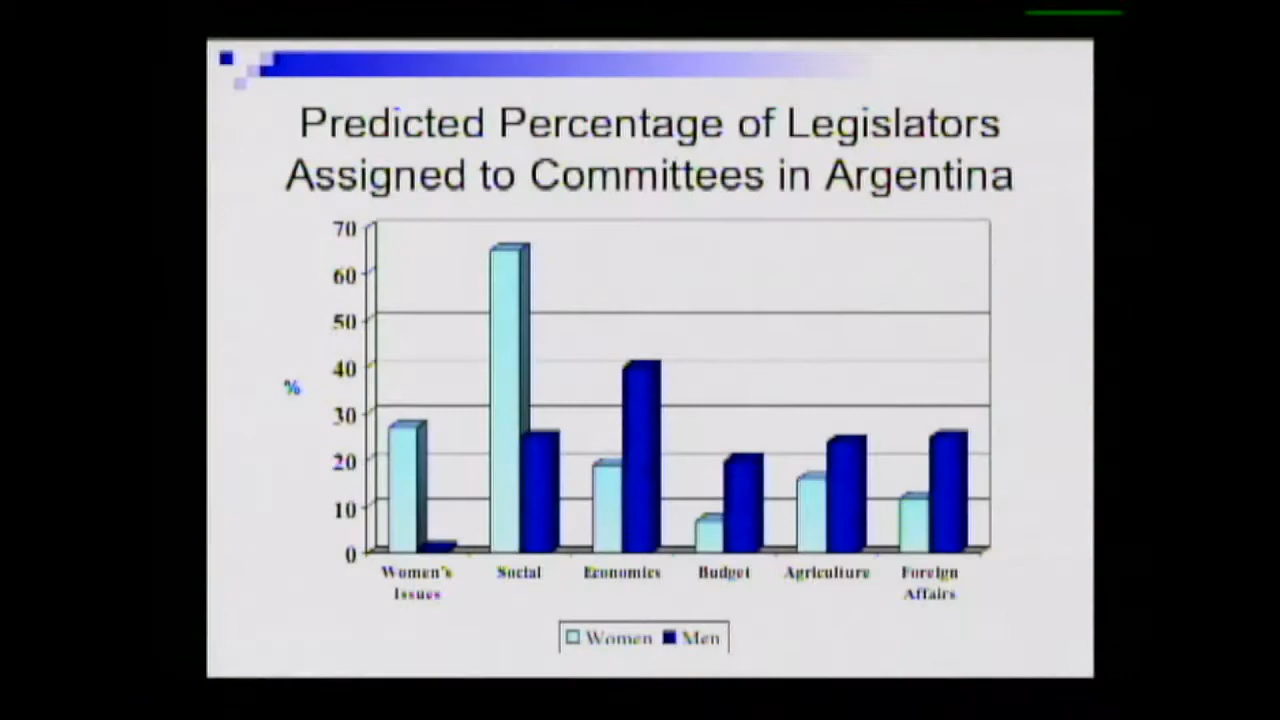 Predicted Percentage of Legislators
Assigned to Committees in Argentina
70
60
50
40
30
20
10
0
%
Women's Issues
Social
Economics
Budget
Agriculture
Foreign Affairs
Women
Men